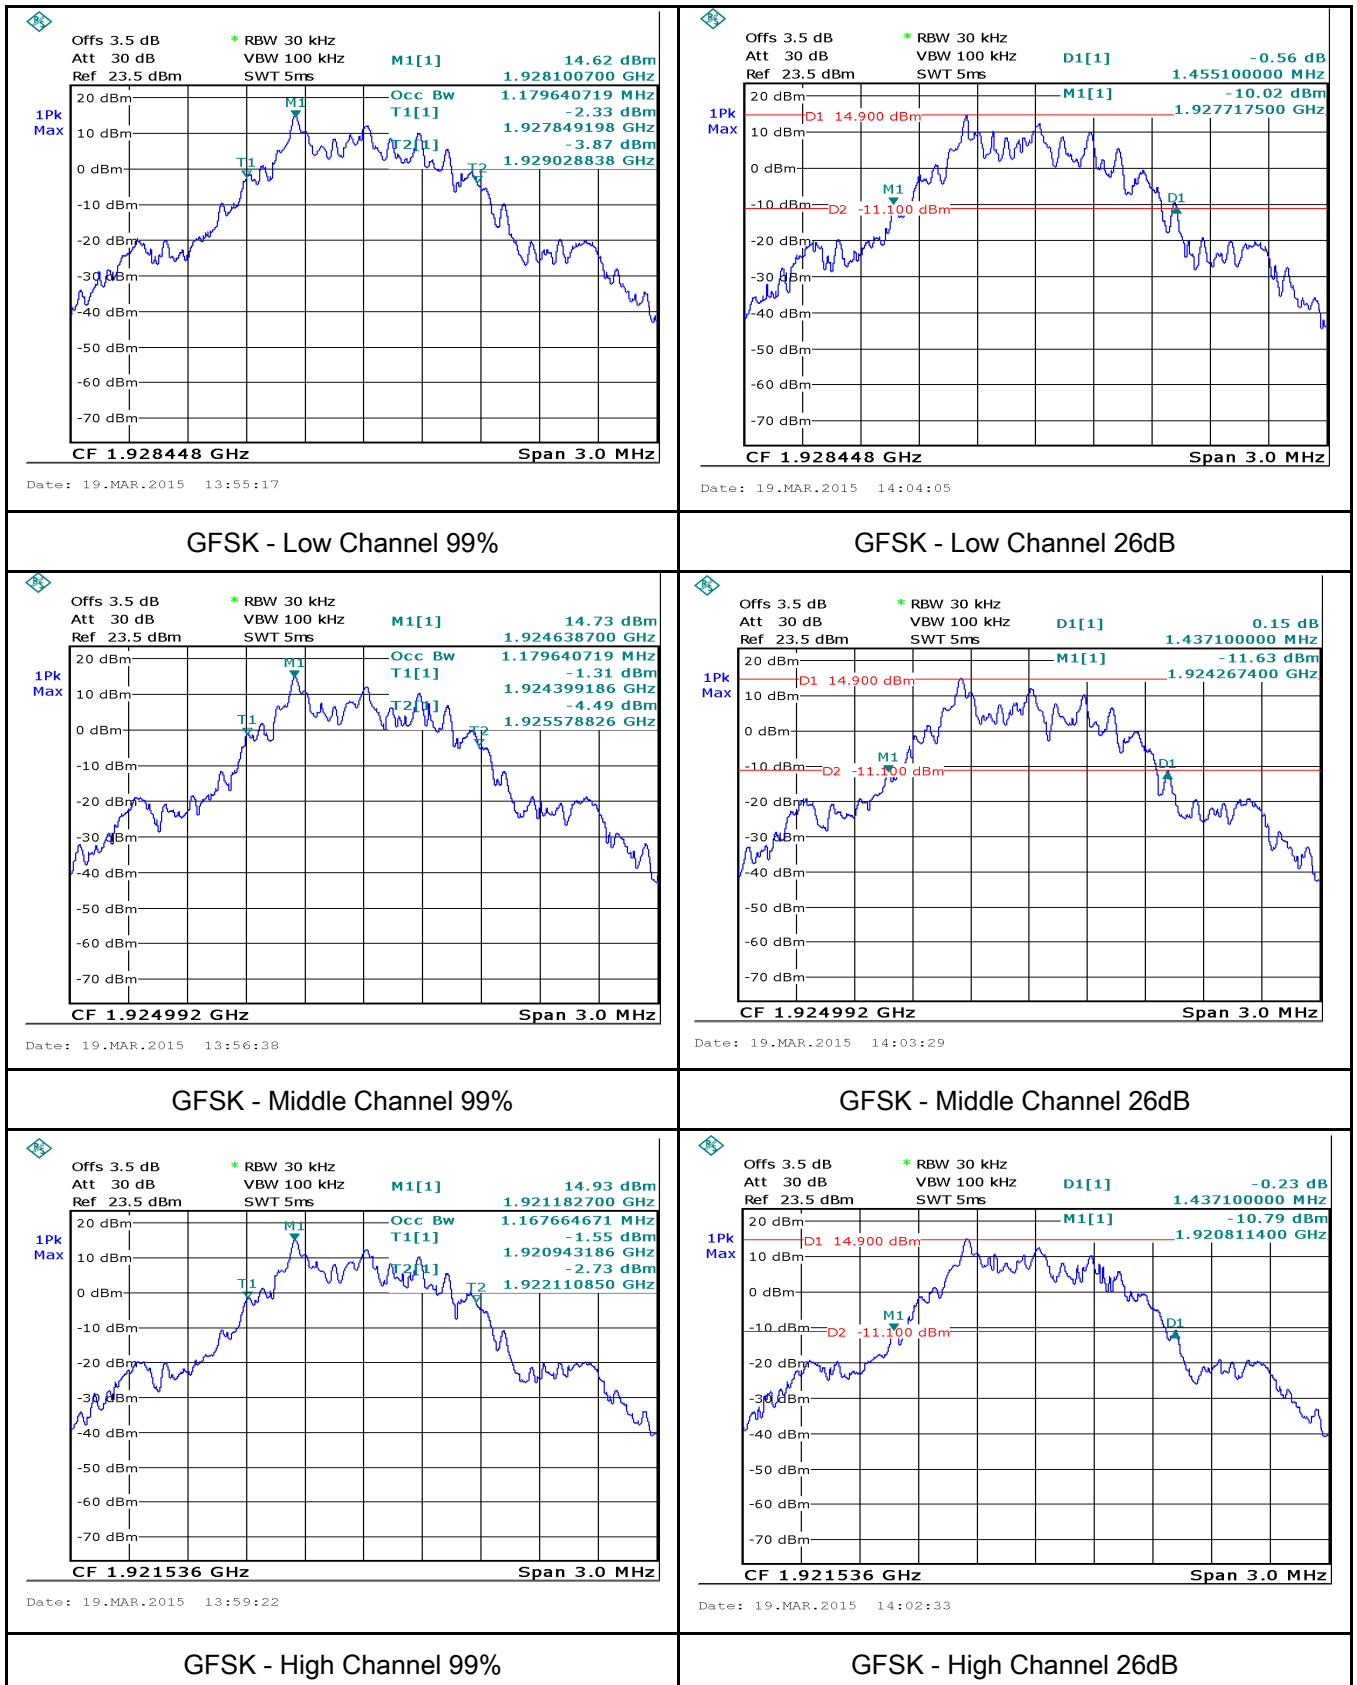 Offs 3.5 dB * RBW 30 kHz
Att 30 dB VBW 100 kHz M1[1] 14.62 dBm
Ref 23.5 dBm SWT 5ms 1.928100700 GHz
20 dBm Occ Bw 1.179640719 MHz
1Pk Max
M1
T1[1] -2.33 dBm
10 dBm 1.927849198 GHz
T2[1] -3.87 dBm
0 dBm T1 T2 1.929028838 GHz
-10 dBm
-20 dBm
-30 dBm
-40 dBm
-50 dBm
-60 dBm
-70 dBm
CF 1.928448 GHz Span 3.0 MHz
Date: 19.MAR.2015 13:55:17
GFSK - Low Channel 99%
Offs 3.5 dB * RBW 30 kHz
Att 30 dB VBW 100 kHz D1[1] -0.56 dB
Ref 23.5 dBm SWT 5ms 1.455100000 MHz
20 dBm M1[1] -10.02 dBm
1Pk Max
D1 14.900 dBm 1.927717500 GHz
10 dBm
0 dBm
M1 D1
-10 dBm
D2 -11.100 dBm
-20 dBm
-30 dBm
-40 dBm
-50 dBm
-60 dBm
-70 dBm
CF 1.928448 GHz Span 3.0 MHz
Date: 19.MAR.2015 14:04:05
GFSK - Low Channel 26dB
Offs 3.5 dB * RBW 30 kHz
Att 30 dB VBW 100 kHz M1[1] 14.73 dBm
Ref 23.5 dBm SWT 5ms 1.924638700 GHz
20 dBm Occ Bw 1.179640719 MHz
1Pk Max
M1
T1[1] -1.31 dBm
10 dBm 1.924399186 GHz
T2[1] -4.49 dBm
0 dBm T1 T2 1.925578826 GHz
-10 dBm
-20 dBm
-30 dBm
-40 dBm
-50 dBm
-60 dBm
-70 dBm
CF 1.924992 GHz Span 3.0 MHz
Date: 19.MAR.2015 13:56:38
GFSK - Middle Channel 99%
Offs 3.5 dB * RBW 30 kHz
Att 30 dB VBW 100 kHz D1[1] 0.15 dB
Ref 23.5 dBm SWT 5ms 1.437100000 MHz
20 dBm M1[1] -11.63 dBm
1Pk Max
D1 14.900 dBm 1.924267400 GHz
10 dBm
0 dBm
M1 D1
-10 dBm
D2 -11.100 dBm
-20 dBm
-30 dBm
-40 dBm
-50 dBm
-60 dBm
-70 dBm
CF 1.924992 GHz Span 3.0 MHz
Date: 19.MAR.2015 14:03:29
GFSK - Middle Channel 26dB
Offs 3.5 dB * RBW 30 kHz
Att 30 dB VBW 100 kHz M1[1] 14.93 dBm
Ref 23.5 dBm SWT 5ms 1.921182700 GHz
20 dBm Occ Bw 1.167664671 MHz
1Pk Max
M1
T1[1] -1.55 dBm
10 dBm 1.920943186 GHz
T2[1] -2.73 dBm
0 dBm T1 T2 1.922110850 GHz
-10 dBm
-20 dBm
-30 dBm
-40 dBm
-50 dBm
-60 dBm
-70 dBm
CF 1.921536 GHz Span 3.0 MHz
Date: 19.MAR.2015 13:59:22
GFSK - High Channel 99%
Offs 3.5 dB * RBW 30 kHz
Att 30 dB VBW 100 kHz D1[1] -0.23 dB
Ref 23.5 dBm SWT 5ms 1.437100000 MHz
20 dBm M1[1] -10.79 dBm
1Pk Max
D1 14.900 dBm 1.920811400 GHz
10 dBm
0 dBm
M1 D1
-10 dBm
D2 -11.100 dBm
-20 dBm
-30 dBm
-40 dBm
-50 dBm
-60 dBm
-70 dBm
CF 1.921536 GHz Span 3.0 MHz
Date: 19.MAR.2015 14:02:33
GFSK - High Channel 26dB